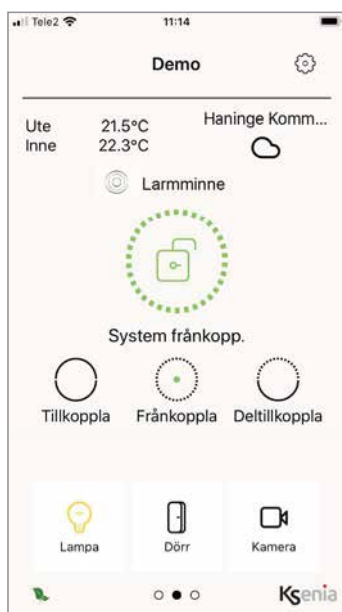 Tele2 11:14
Demo
Ute 21.5°C Haninge Komm...
Inne 22.3°C
Larmminne
System frånkopp.
Tillkoppla Frånkoppla Deltillkoppla
Lampa Dörr Kamera
Ksenia